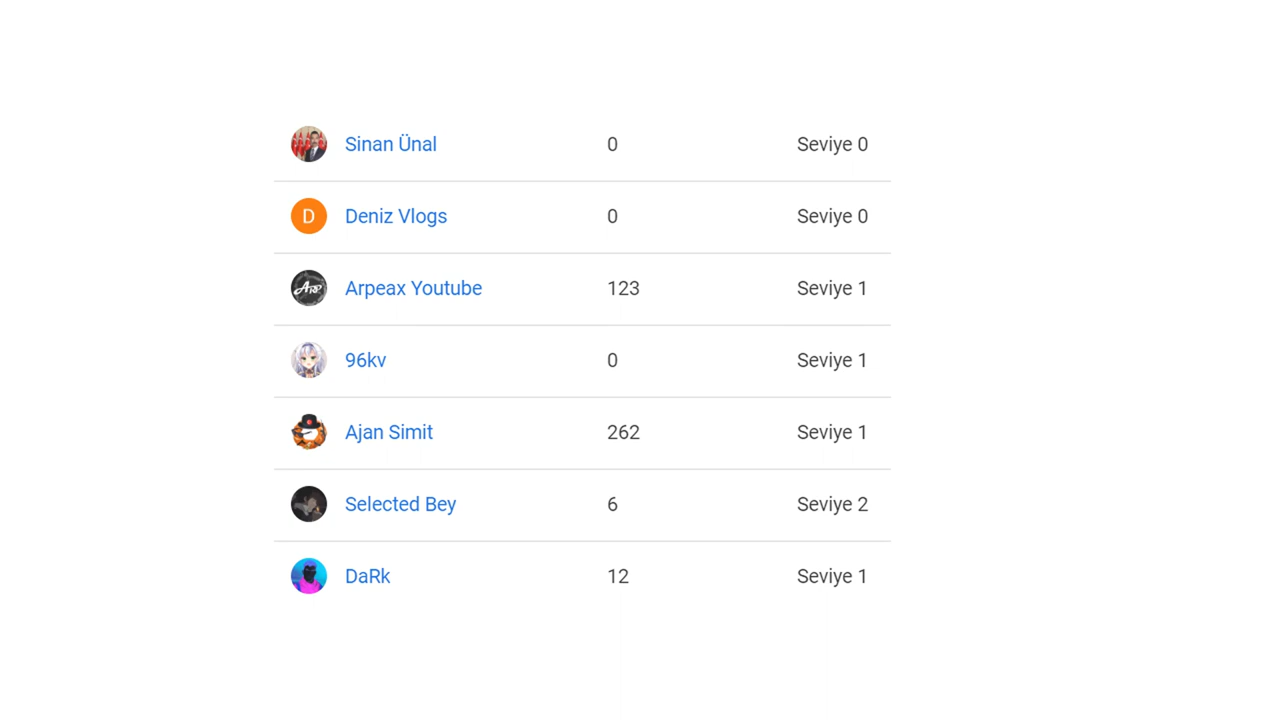 Sinan Ünal 0 Seviye 0
D Deniz Vlogs 0 Seviye 0
ARP Arpeax Youtube 123 Seviye 1
96kv 0 Seviye 1
Ajan Simit 262 Seviye 1
Selected Bey 6 Seviye 2
DaRk 12 Seviye 1